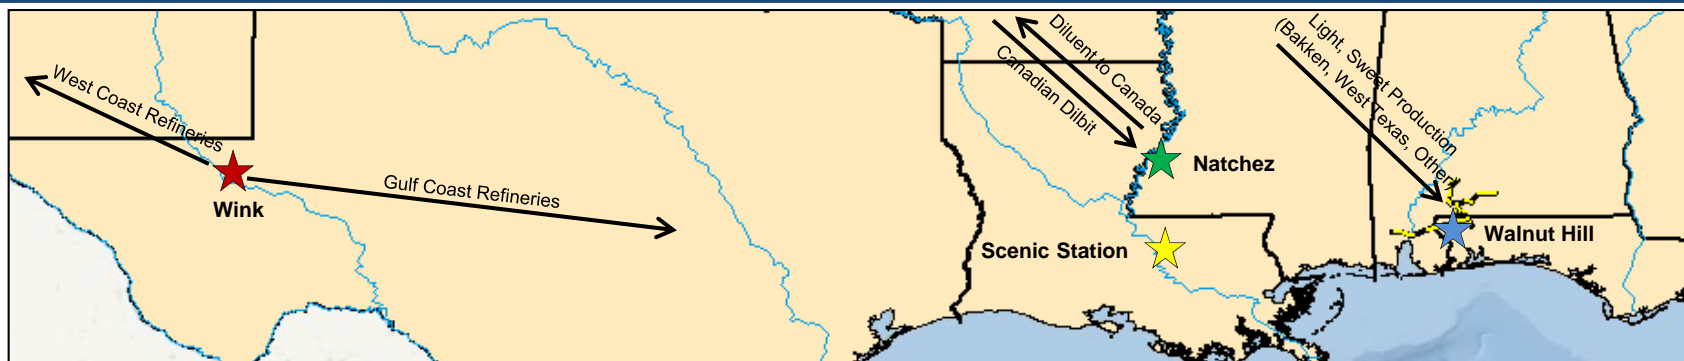 West Coast Refineries
Wink
Gulf Coast Refineries
Diluent to Canada
Canadian Dilbit
Natchez
Scenic Station
Light, Sweet Production
(Bakken, West Texas, Other)
Walnut Hill